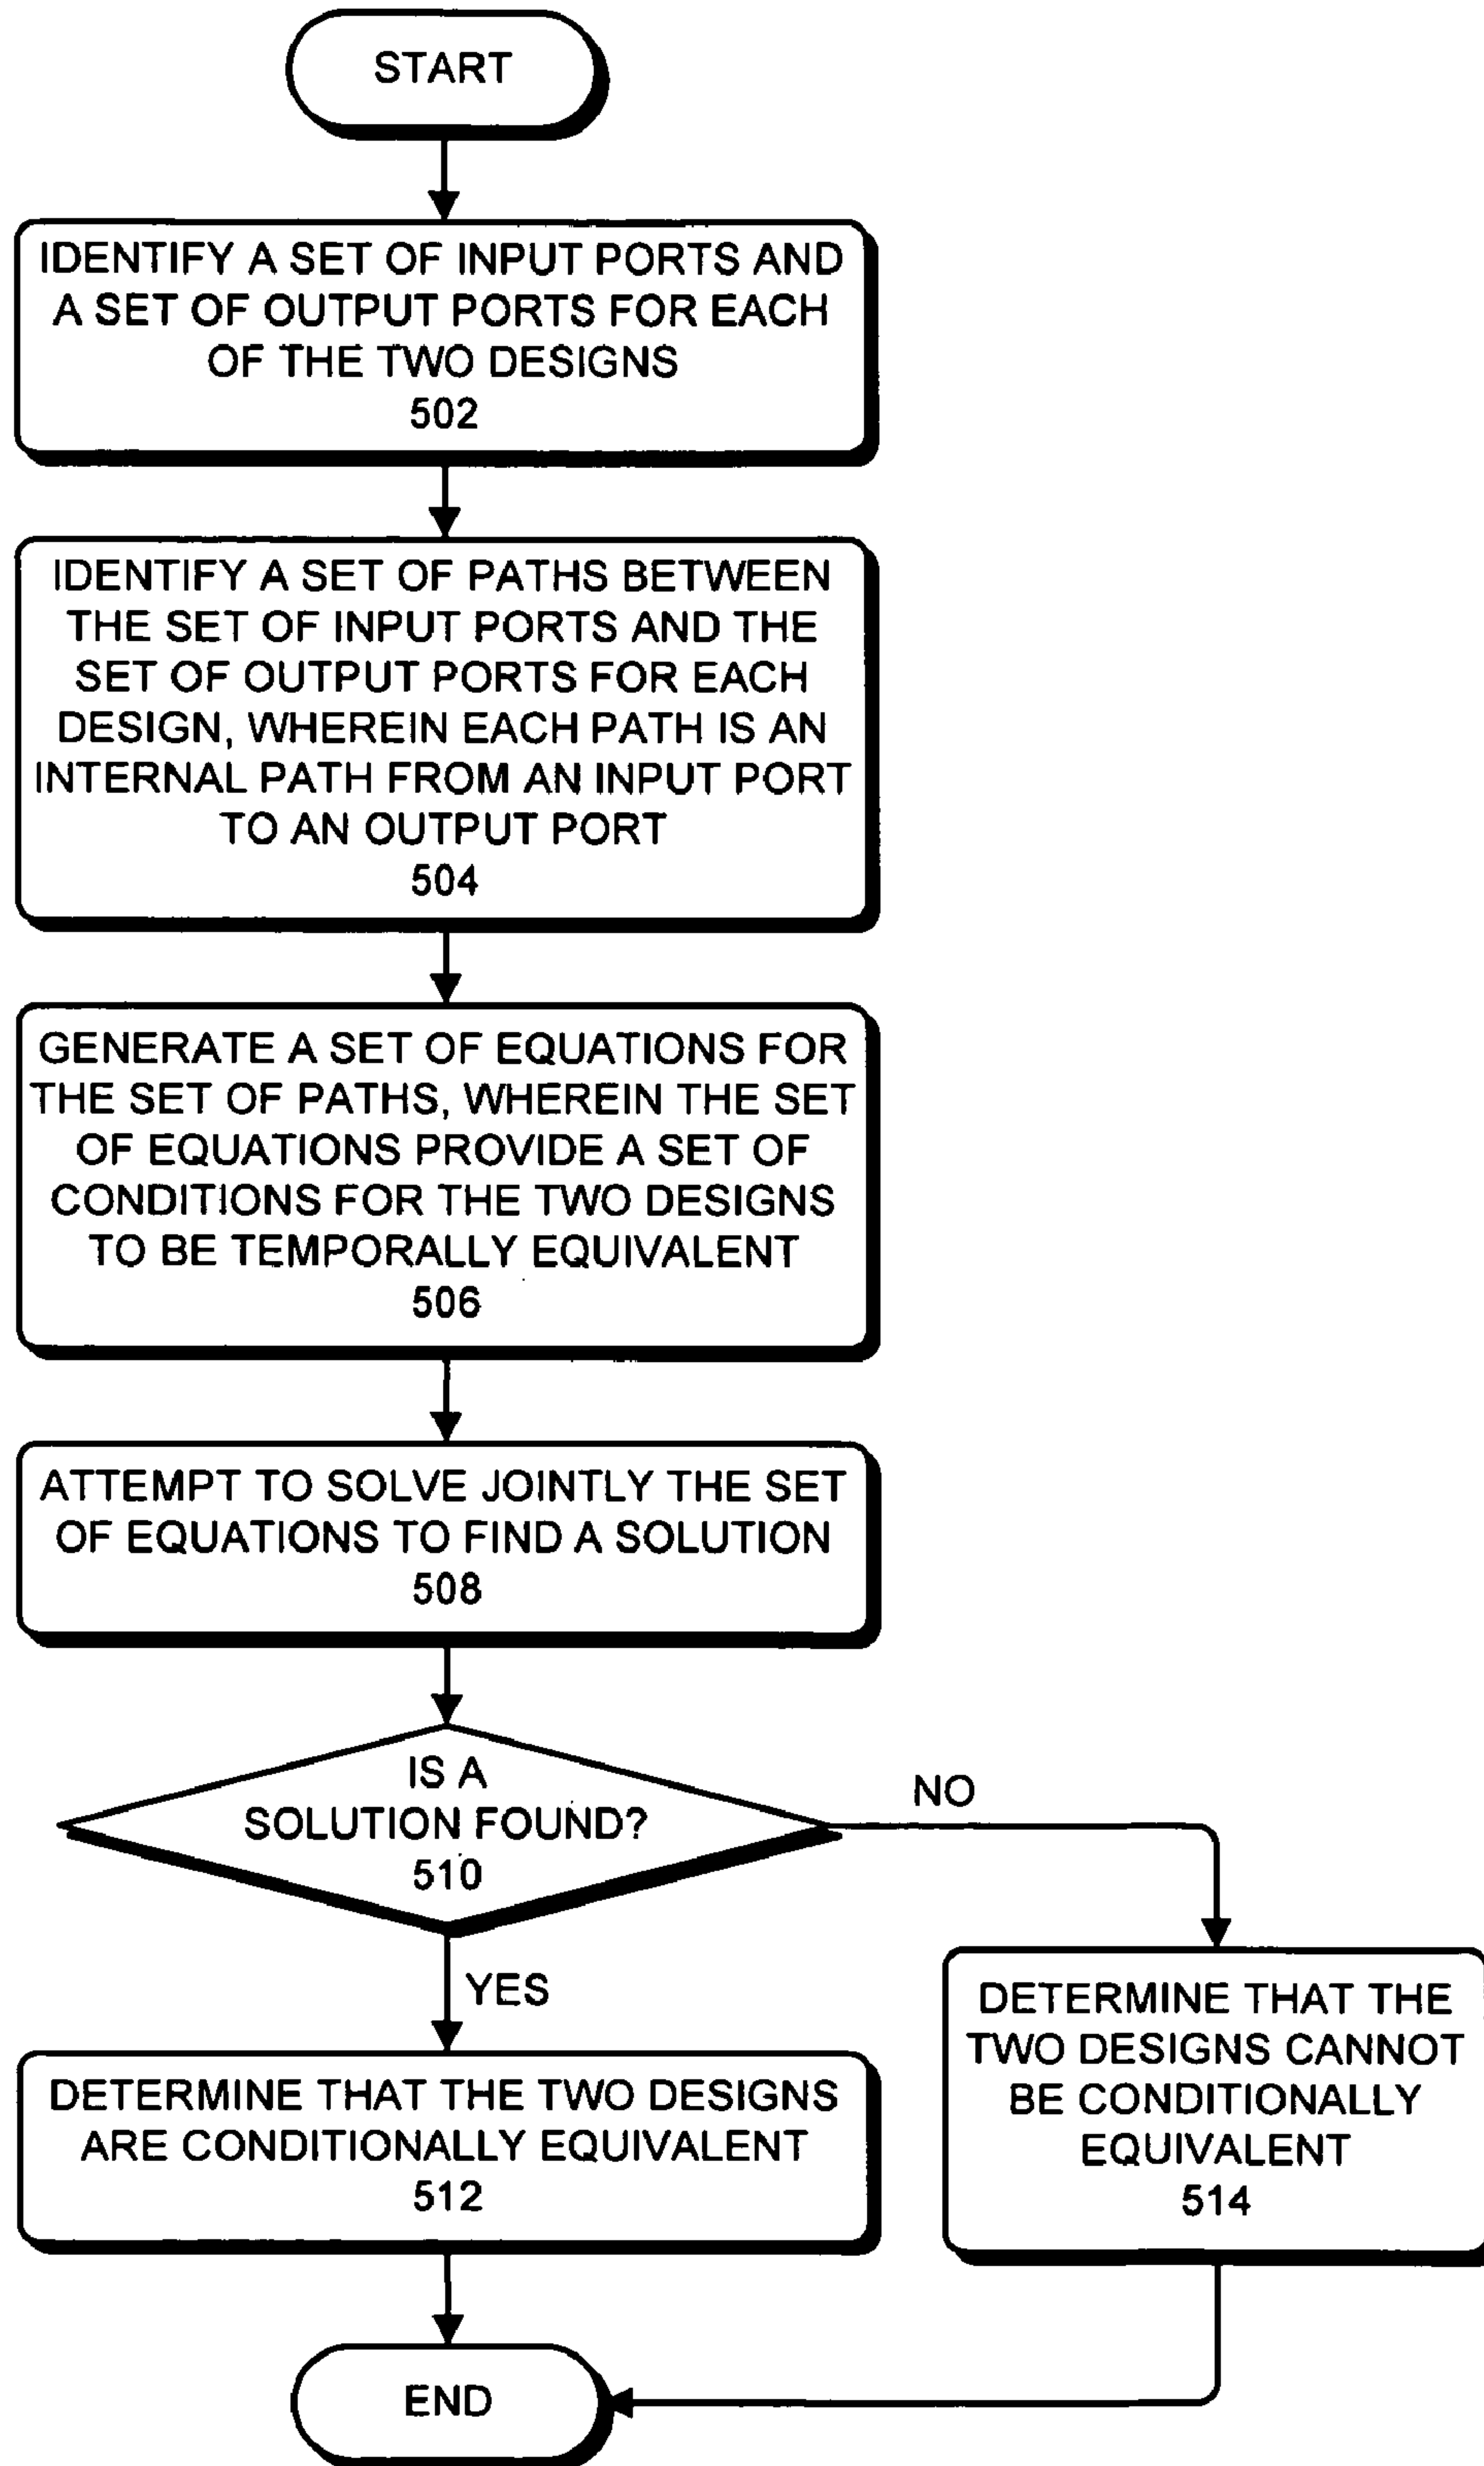 START
IDENTIFY A SET OF INPUT PORTS AND
A SET OF OUTPUT PORTS FOR EACH
OF THE TWO DESIGNS
502
IDENTIFY A SET OF PATHS BETWEEN
THE SET OF INPUT PORTS AND THE
SET OF OUTPUT PORTS FOR EACH
DESIGN, WHEREIN EACH PATH IS AN
INTERNAL PATH FROM AN INPUT PORT
TO AN OUTPUT PORT
504
GENERATE A SET OF EQUATIONS FOR
THE SET OF PATHS, WHEREIN THE SET
OF EQUATIONS PROVIDE A SET OF
CONDITIONS FOR THE TWO DESIGNS
TO BE TEMPORALLY EQUIVALENT
506
ATTEMPT TO SOLVE JOINTLY THE SET
OF EQUATIONS TO FIND A SOLUTION
508
IS A
SOLUTION FOUND?
510
NO
YES
DETERMINE THAT THE TWO DESIGNS
ARE CONDITIONALLY EQUIVALENT
512
DETERMINE THAT THE
TWO DESIGNS CANNOT
BE CONDITIONALLY
EQUIVALENT
514
END